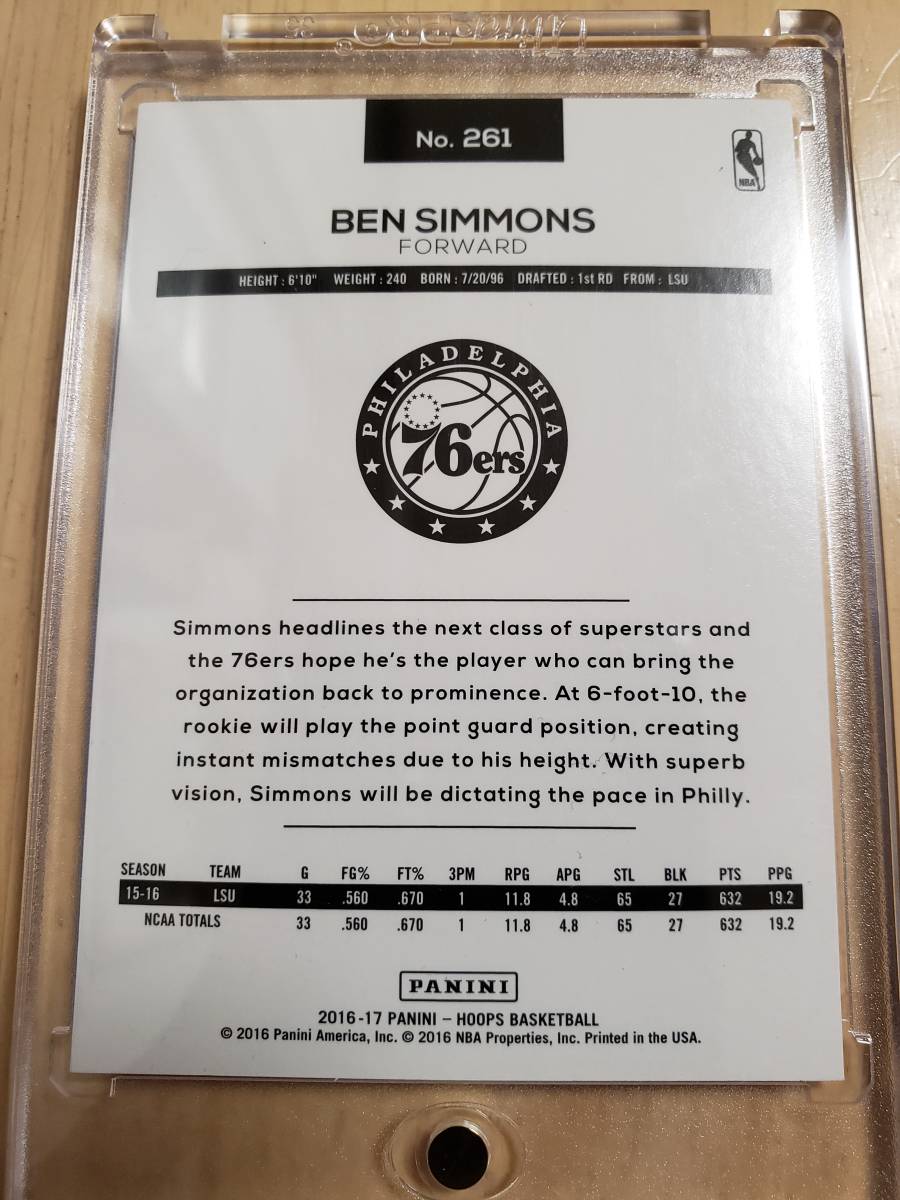 ULTRA PRO®
35
No. 261
NBA
BEN SIMMONS
FORWARD
HEIGHT : 6'10" WEIGHT : 240 BORN : 7/20/96 DRAFTED : 1st RD FROM : LSU
PHILADELPHIA
76ers
Simmons headlines the next class of superstars and
the 76ers hope he's the player who can bring the
organization back to prominence. At 6-foot-10, the
rookie will play the point guard position, creating
instant mismatches due to his height. With superb
vision, Simmons will be dictating the pace in Philly.
SEASON TEAM G FG% FT% 3PM RPG APG STL BLK PTS PPG
15-16 LSU 33 .560 .670 1 11.8 4.8 65 27 632 19.2
NCAA TOTALS 33 .560 .670 1 11.8 4.8 65 27 632 19.2
PANINI
2016-17 PANINI – HOOPS BASKETBALL
© 2016 Panini America, Inc. © 2016 NBA Properties, Inc. Printed in the USA.